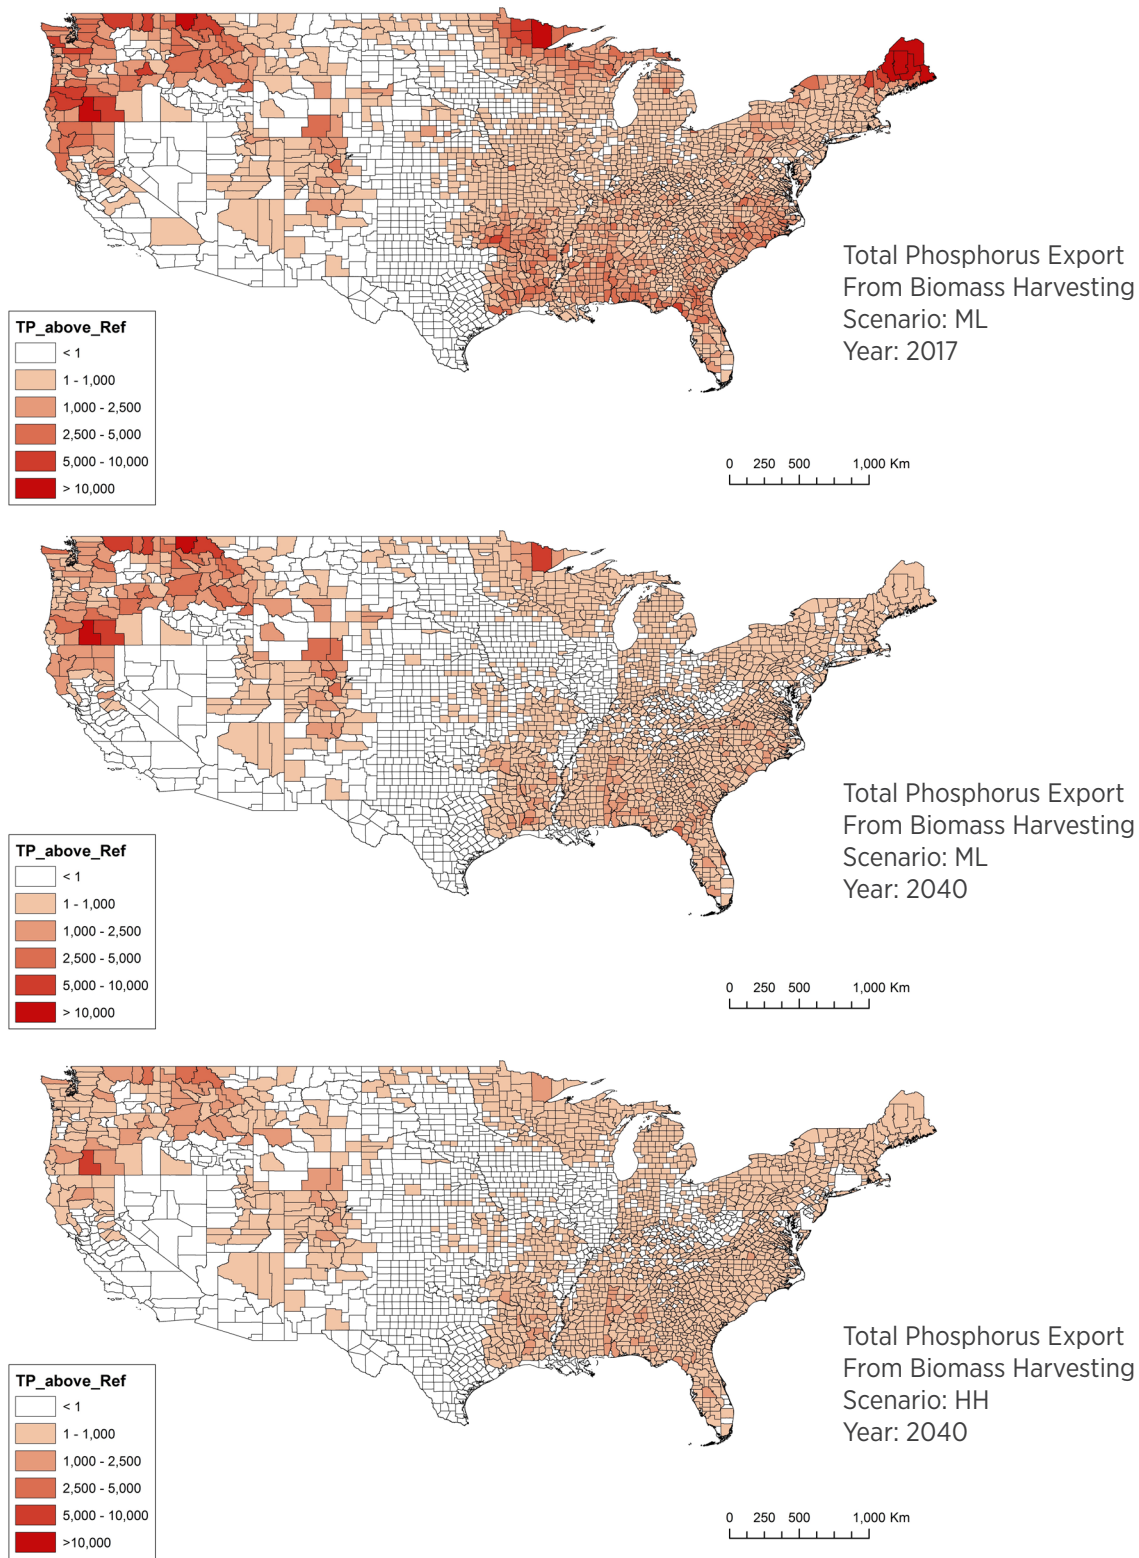 Total Phosphorus Export
From Biomass Harvesting
Scenario: ML
Year: 2017
TP_above_Ref
< 1
1 - 1,000
1,000 - 2,500
2,500 - 5,000
5,000 - 10,000
> 10,000
0 250 500 1,000 Km
Total Phosphorus Export
From Biomass Harvesting
Scenario: ML
Year: 2040
TP_above_Ref
< 1
1 - 1,000
1,000 - 2,500
2,500 - 5,000
5,000 - 10,000
> 10,000
0 250 500 1,000 Km
Total Phosphorus Export
From Biomass Harvesting
Scenario: HH
Year: 2040
TP_above_Ref
< 1
1 - 1,000
1,000 - 2,500
2,500 - 5,000
5,000 - 10,000
>10,000
0 250 500 1,000 Km